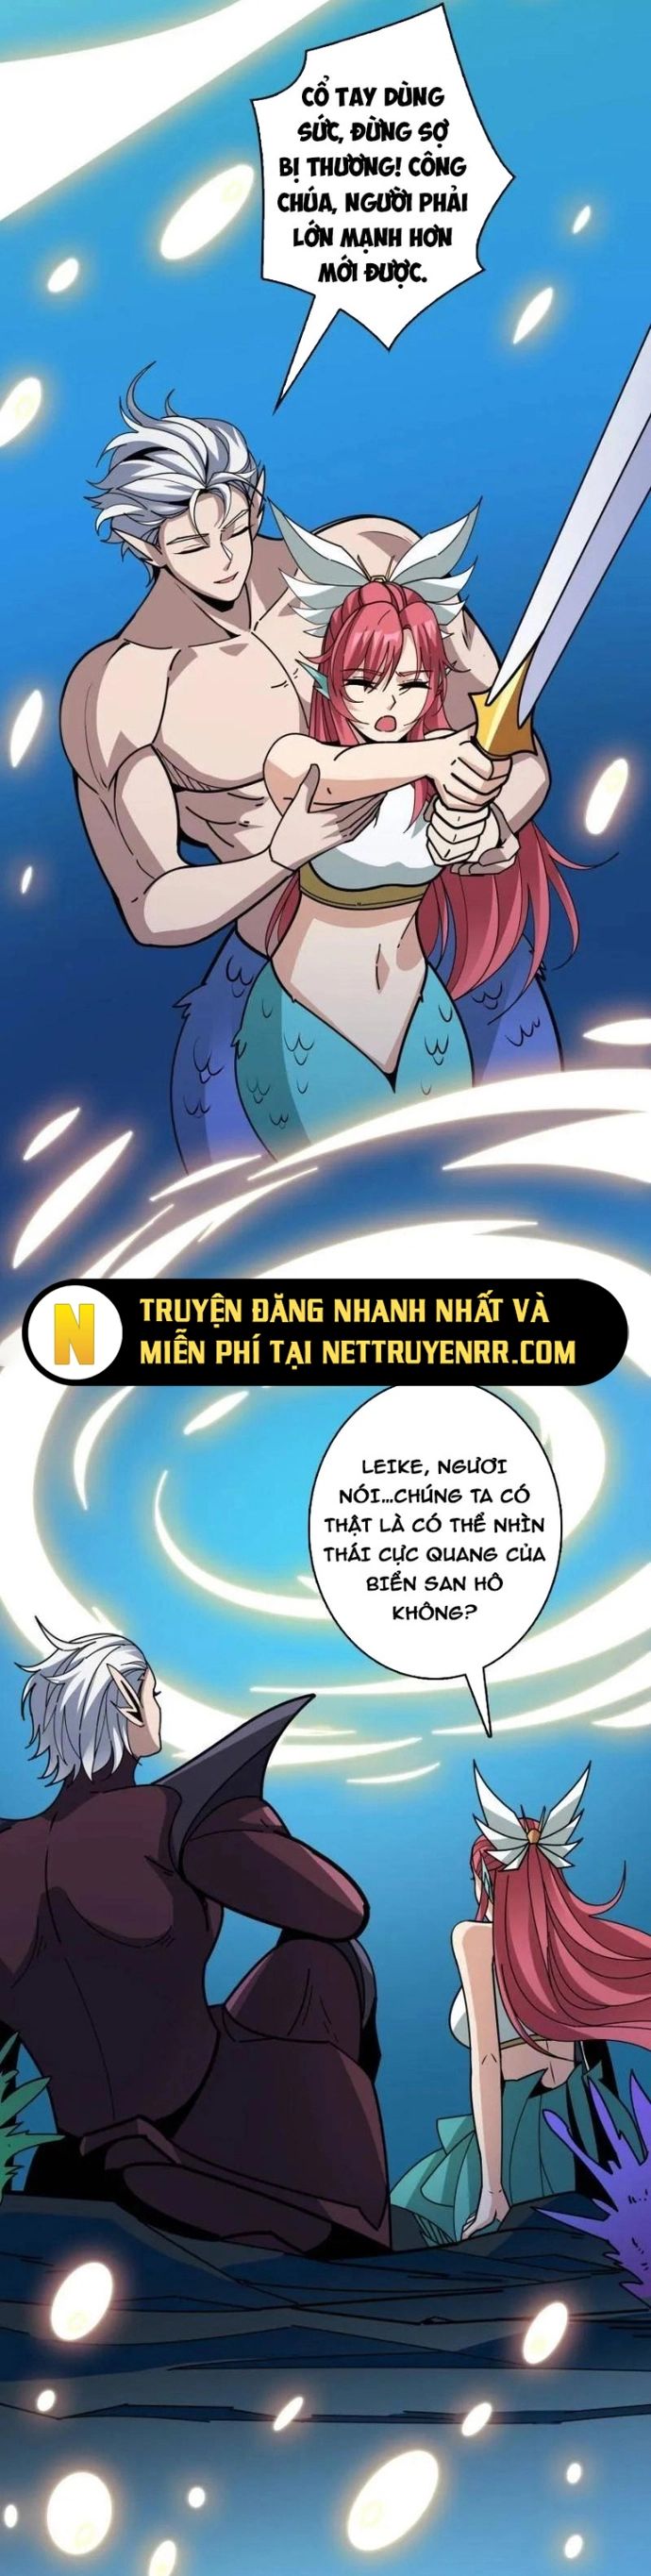 CỔ TAY DÙNG
SỨC, ĐỪNG SỢ
BỊ THƯƠNG! CÔNG
CHÚA, NGƯỜI PHẢI
LỚN MẠNH HƠN
MỚI ĐƯỢC.
N
TRUYỆN ĐĂNG NHANH NHẤT VÀ
MIỄN PHÍ TẠI NETTRUYENRR.COM
LEIKE, NGƯƠI
NÓI...CHÚNG TA CÓ
THẬT LÀ CÓ THỂ NHÌN
THÁI CỰC QUANG CỦA
BIỂN SAN HÔ
KHÔNG?